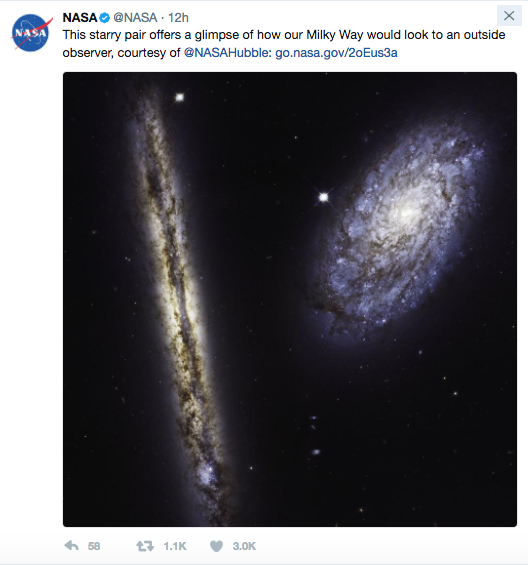 NASA @NASA · 12h
NASA
This starry pair offers a glimpse of how our Milky Way would look to an outside
observer, courtesy of @NASAHubble: go.nasa.gov/2oEus3a
58 1.1K 3.0K